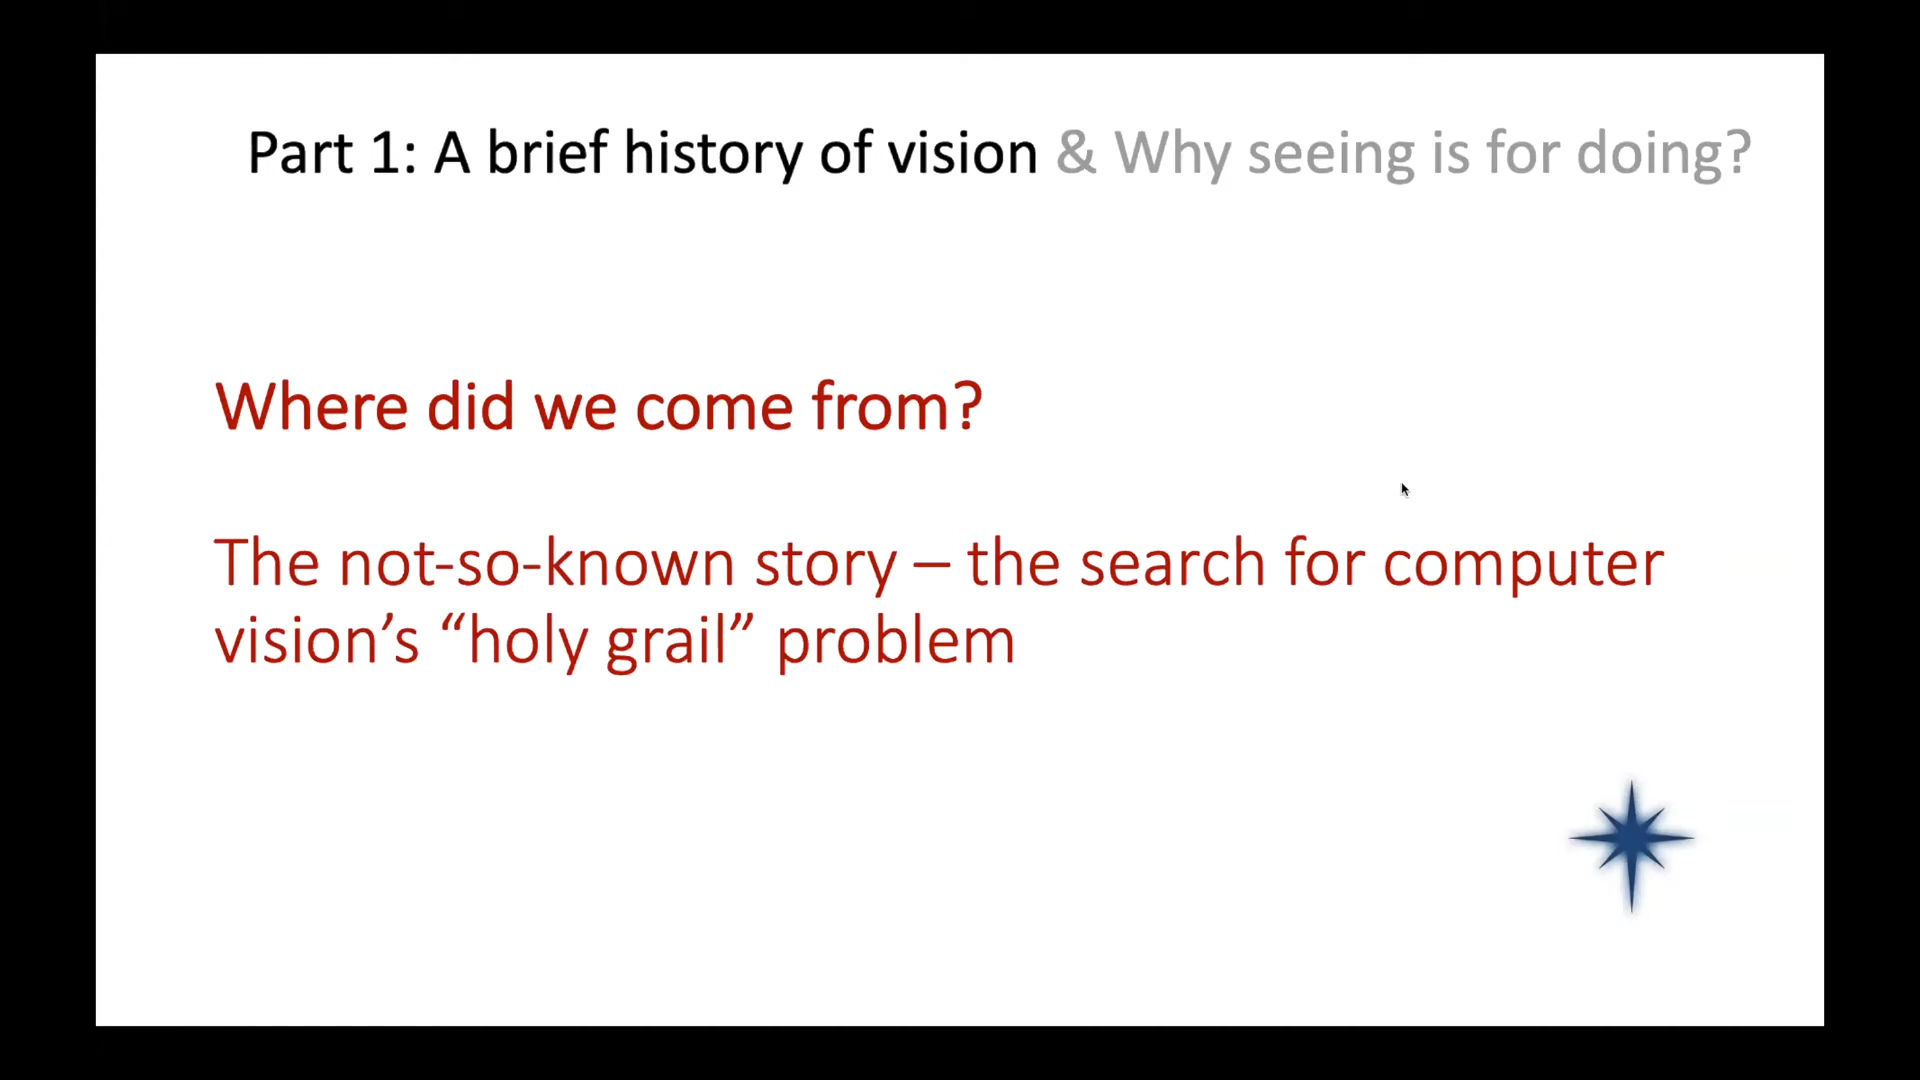 Part 1: A brief history of vision & Why seeing is for doing?
Where did we come from?
The not-so-known story – the search for computer
vision’s “holy grail” problem